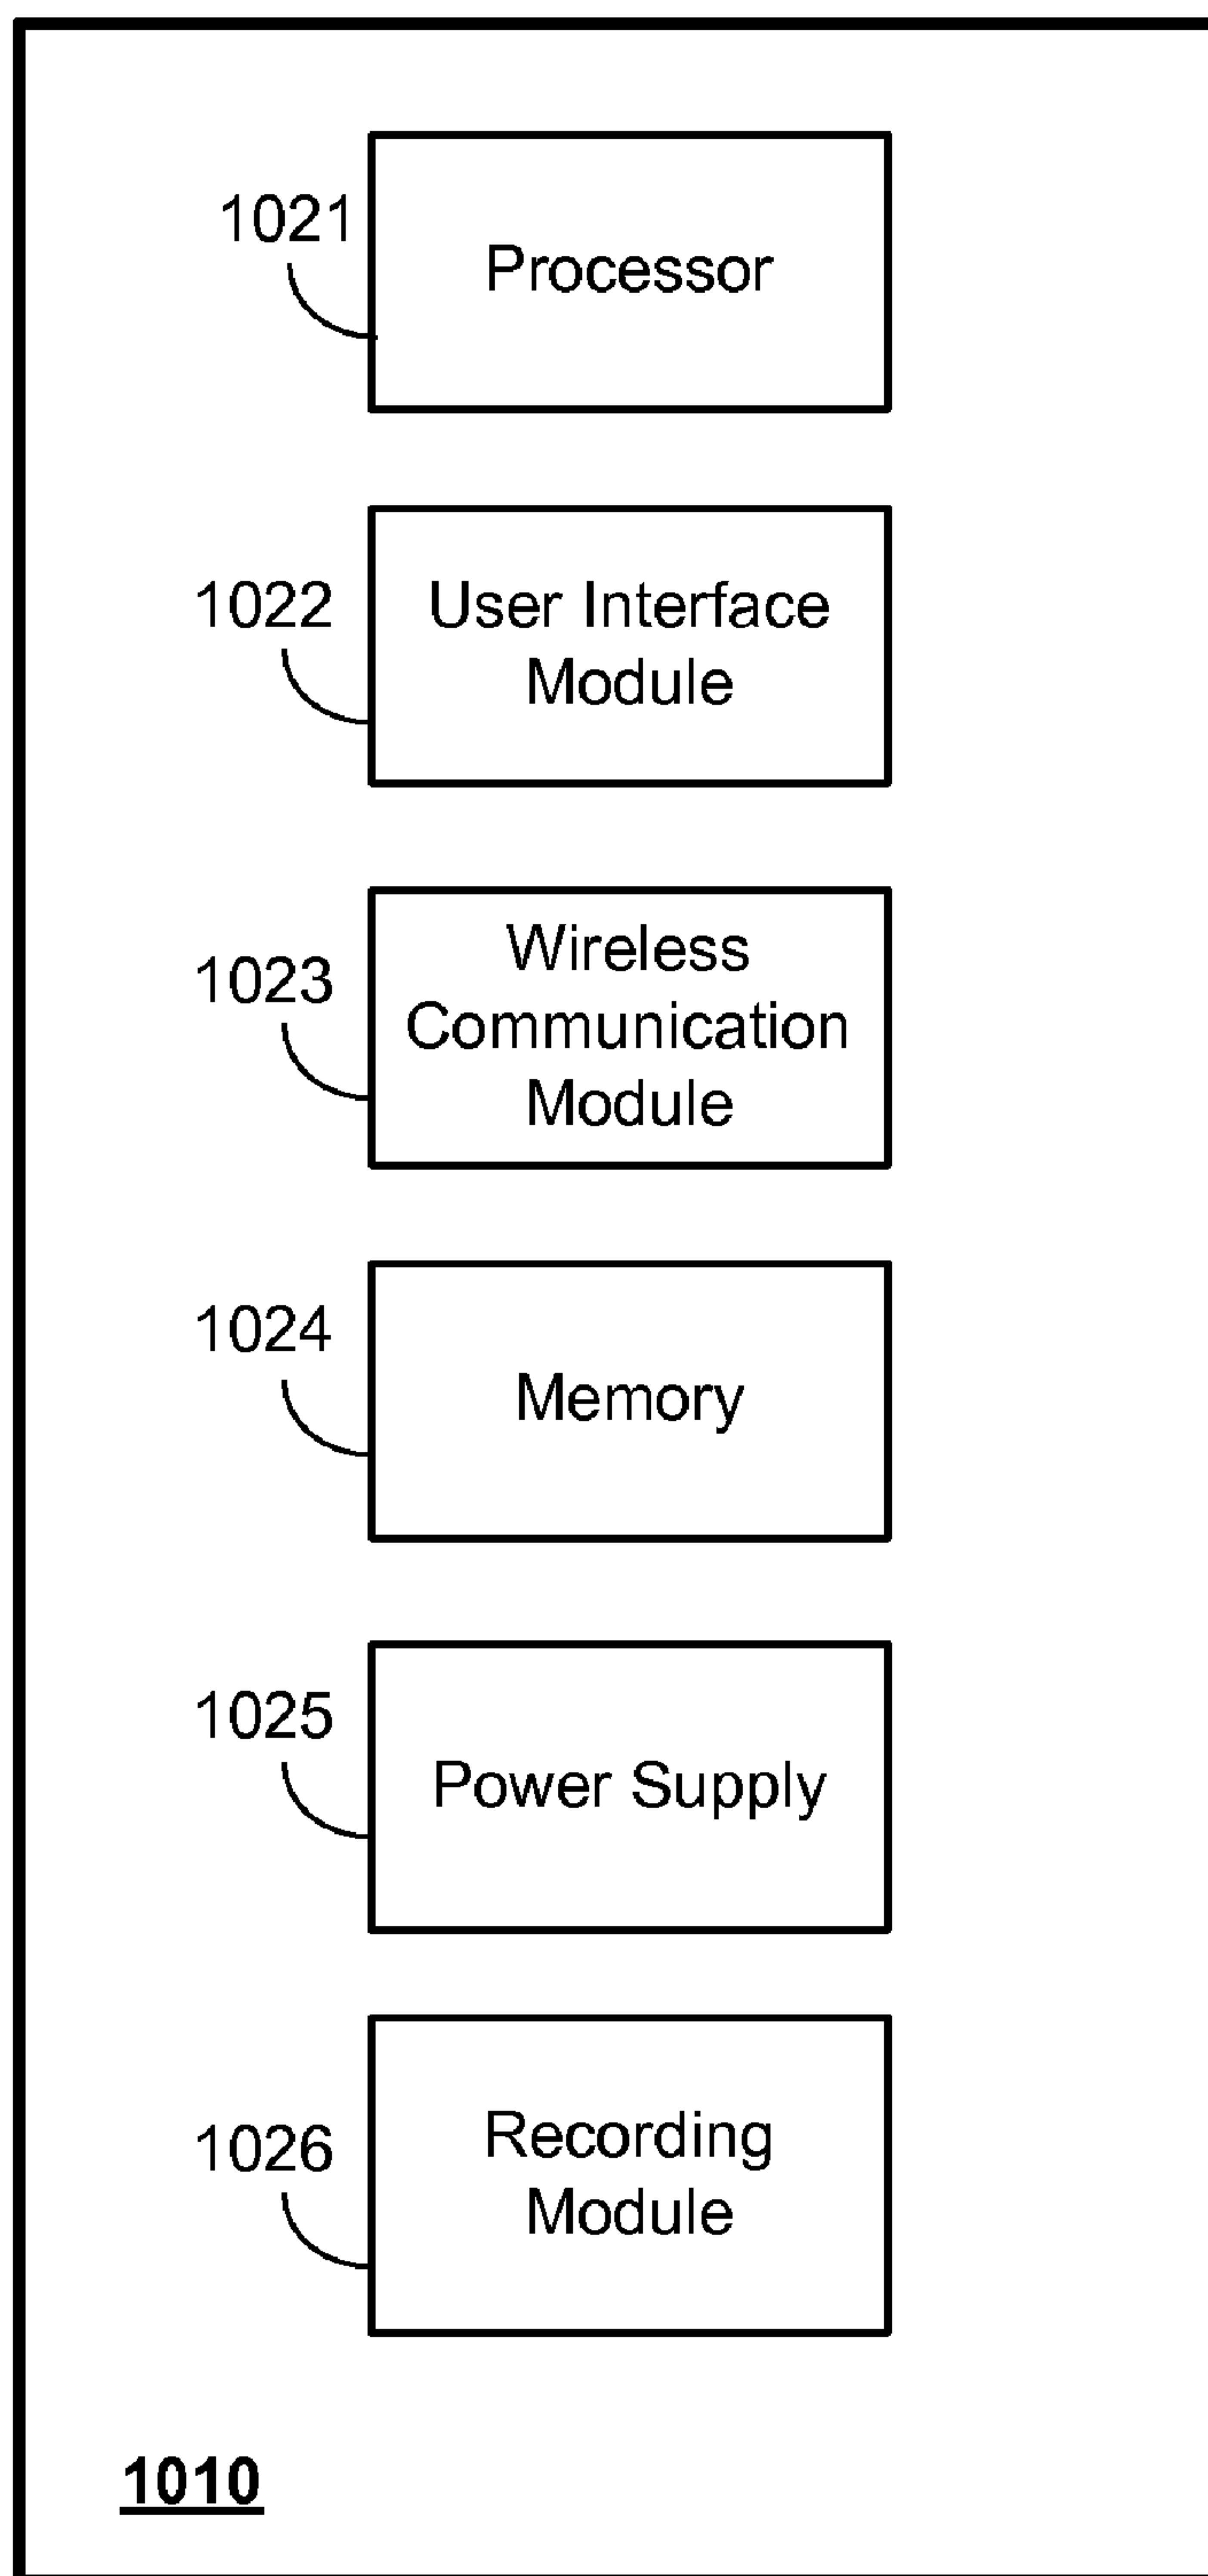 1021
Processor
1022
User Interface
Module
1023
Wireless
Communication
Module
1024
Memory
1025
Power Supply
1026
Recording
Module
1010